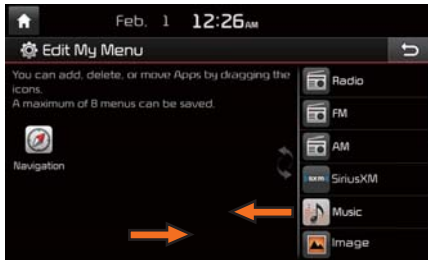 Feb. 1 12:26AM
Edit My Menu
You can add, delete, or move Apps by dragging the
icons.
A maximum of 8 menus can be saved.
Navigation
Radio
FM
AM
sxm SiriusXM
Music
Image